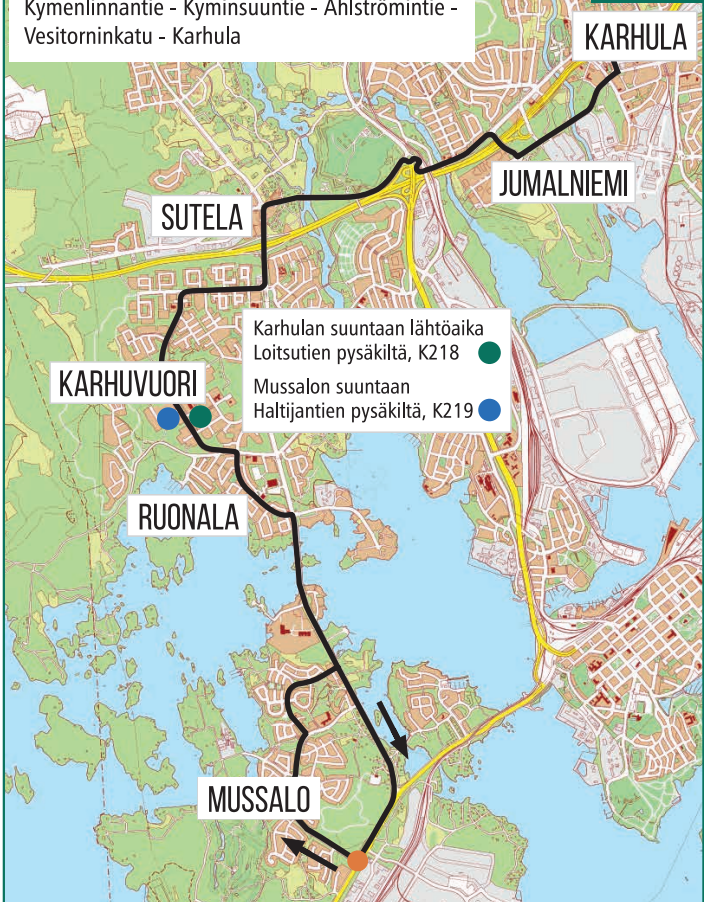 Kymenlinnantie - Kyminsuuntie - Ahlströmintie -
Vesitorninkatu - Karhula
KARHULA
JUMALNIEMI
SUTELA
Karhulan suuntaan lähtöaika
Loitsutien pysäkiltä, K218
Mussalon suuntaan
Haltijantien pysäkiltä, K219
KARHUVUORI
RUONALA
MUSSALO